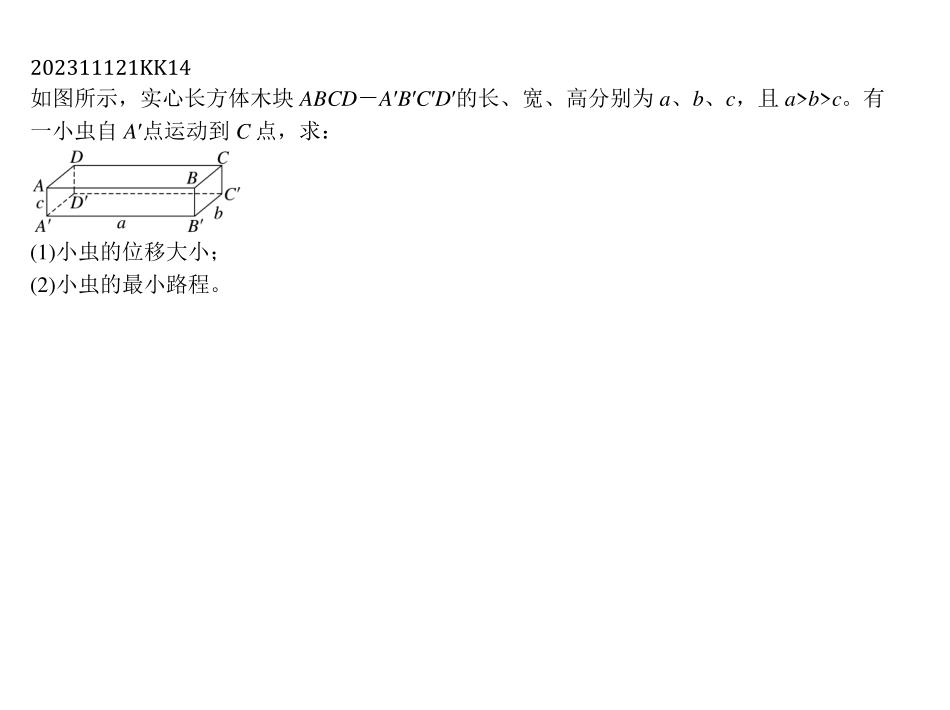 202311121KK14
如图所示，实心长方体木块 ABCD－A′B′C′D′的长、宽、高分别为 a、b、c，且 a>b>c。有
一小虫自 A′点运动到 C 点，求：
D C
A B
c D′ C′
A′ a B′ b
(1)小虫的位移大小；
(2)小虫的最小路程。